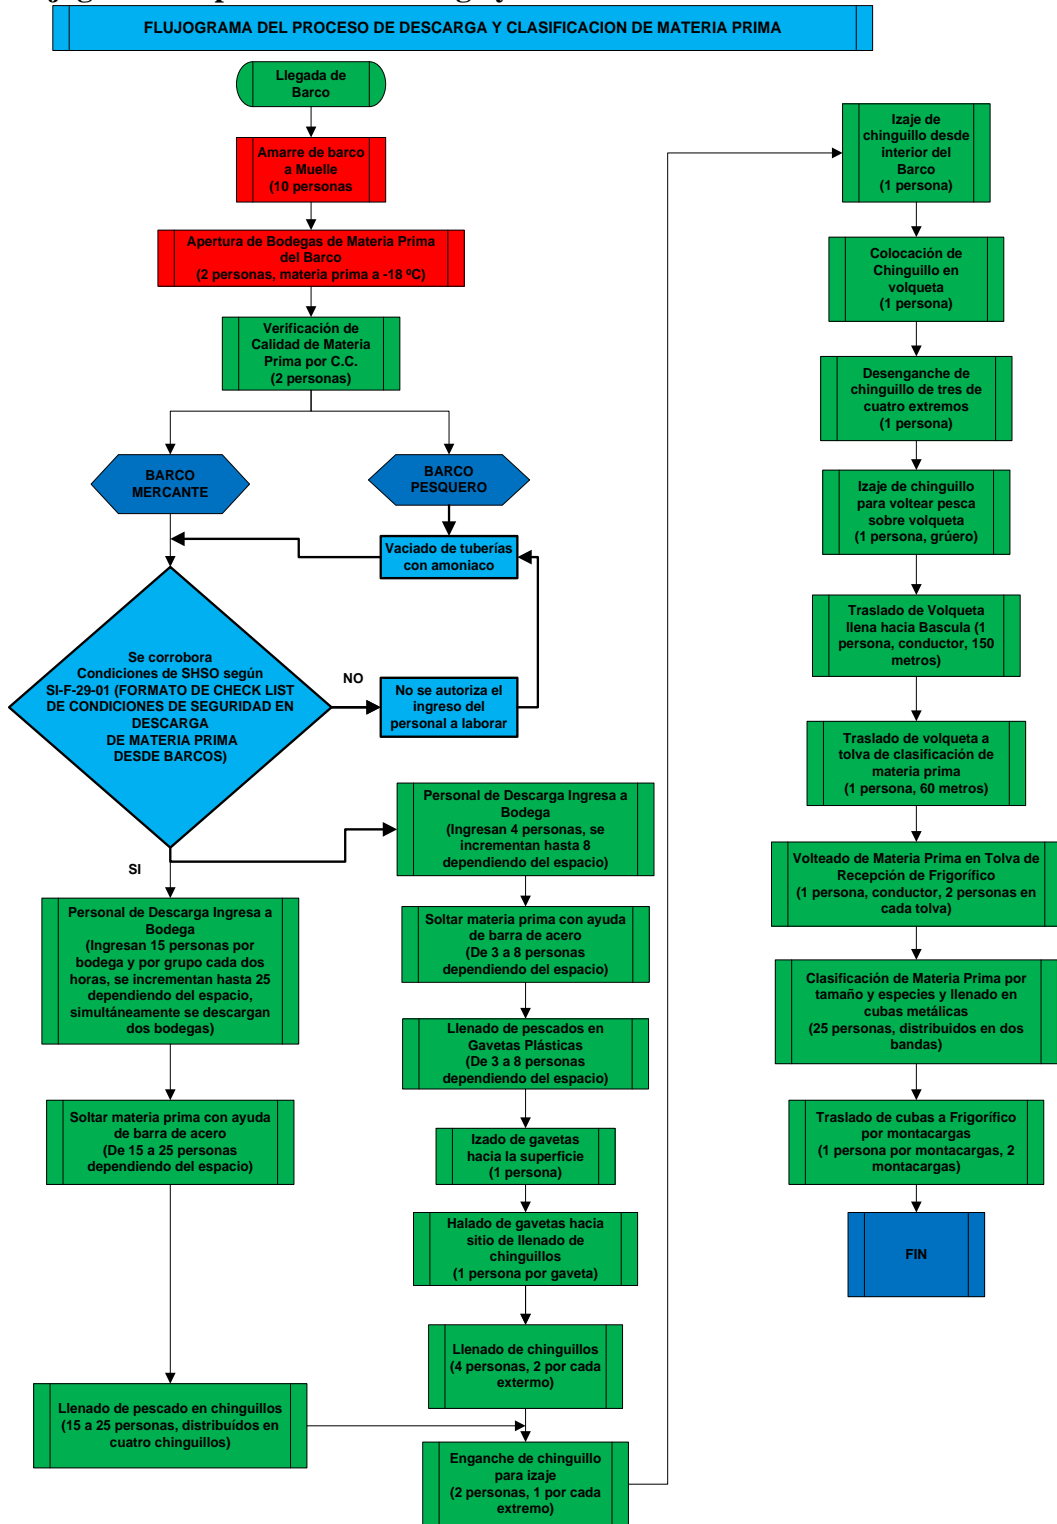 FLUJOGRAMA DEL PROCESO DE DESCARGA Y CLASIFICACION DE MATERIA PRIMA
Llegada de
Barco
Amarre de barco
a Muelle
(10 personas
Apertura de Bodegas de Materia Prima
del Barco
(2 personas, materia prima a -18 ºC)
Verificación de
Calidad de Materia
Prima por C.C.
(2 personas)
BARCO
MERCANTE
BARCO
PESQUERO
Vaciado de tuberías
con amoniaco
Se corrobora
Condiciones de SHSO según
SI-F-29-01 (FORMATO DE CHECK LIST
DE CONDICIONES DE SEGURIDAD EN
DESCARGA
DE MATERIA PRIMA
DESDE BARCOS)
NO
No se autoriza el
ingreso del
personal a laborar
SI
Personal de Descarga Ingresa a
Bodega
(Ingresan 15 personas por
bodega y por grupo cada dos
horas, se incrementan hasta 25
dependiendo del espacio,
simultáneamente se descargan
dos bodegas)
Soltar materia prima con ayuda
de barra de acero
(De 15 a 25 personas
dependiendo del espacio)
Llenado de pescado en chinguillos
(15 a 25 personas, distribuídos en
cuatro chinguillos)
Personal de Descarga Ingresa a
Bodega
(Ingresan 4 personas, se
incrementan hasta 8
dependiendo del espacio)
Soltar materia prima con ayuda
de barra de acero
(De 3 a 8 personas
dependiendo del espacio)
Llenado de pescados en
Gavetas Plásticas
(De 3 a 8 personas
dependiendo del espacio)
Izado de gavetas
hacia la superficie
(1 persona)
Halado de gavetas hacia
sitio de llenado de
chinguillos
(1 persona por gaveta)
Llenado de chinguillos
(4 personas, 2 por cada
extermo)
Enganche de chinguillo
para izaje
(2 personas, 1 por cada
extremo)
Izaje de
chinguillo desde
interior del
Barco
(1 persona)
Colocación de
Chinguillo en
volqueta
(1 persona)
Desenganche de
chinguillo de tres de
cuatro extremos
(1 persona)
Izaje de chinguillo
para voltear pesca
sobre volqueta
(1 persona, grúero)
Traslado de Volqueta
llena hacia Bascula (1
persona, conductor, 150
metros)
Traslado de volqueta a
tolva de clasificación de
materia prima
(1 persona, 60 metros)
Volteado de Materia Prima en Tolva de
Recepción de Frigorífico
(1 persona, conductor, 2 personas en
cada tolva)
Clasificación de Materia Prima por
tamaño y especies y llenado en
cubas metálicas
(25 personas, distribuidos en dos
bandas)
Traslado de cubas a Frigorífico
por montacargas
(1 persona por montacargas, 2
montacargas)
FIN